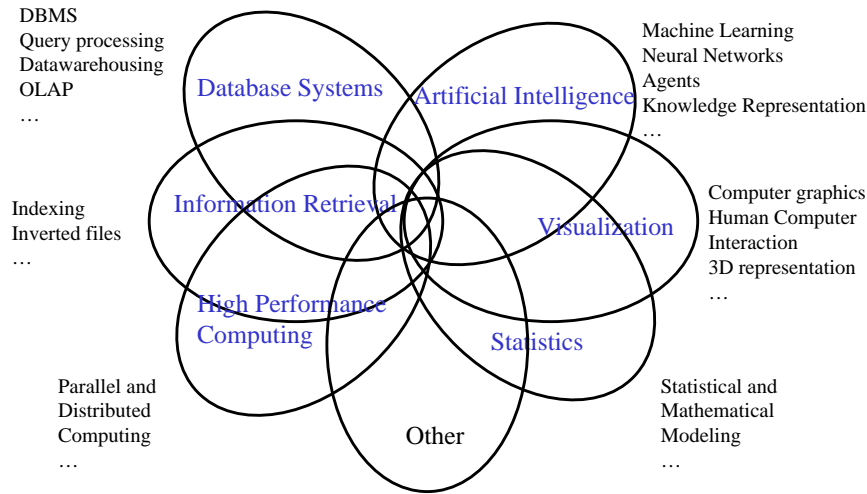 DBMS
Query processing
Datawarehousing
OLAP
…
Database Systems
Artificial Intelligence
Machine Learning
Neural Networks
Agents
Knowledge Representation
…
Indexing
Inverted files
…
Information Retrieval
Visualization
Computer graphics
Human Computer
Interaction
3D representation
…
High Performance
Computing
Statistics
Parallel and
Distributed
Computing
…
Other
Statistical and
Mathematical
Modeling
…